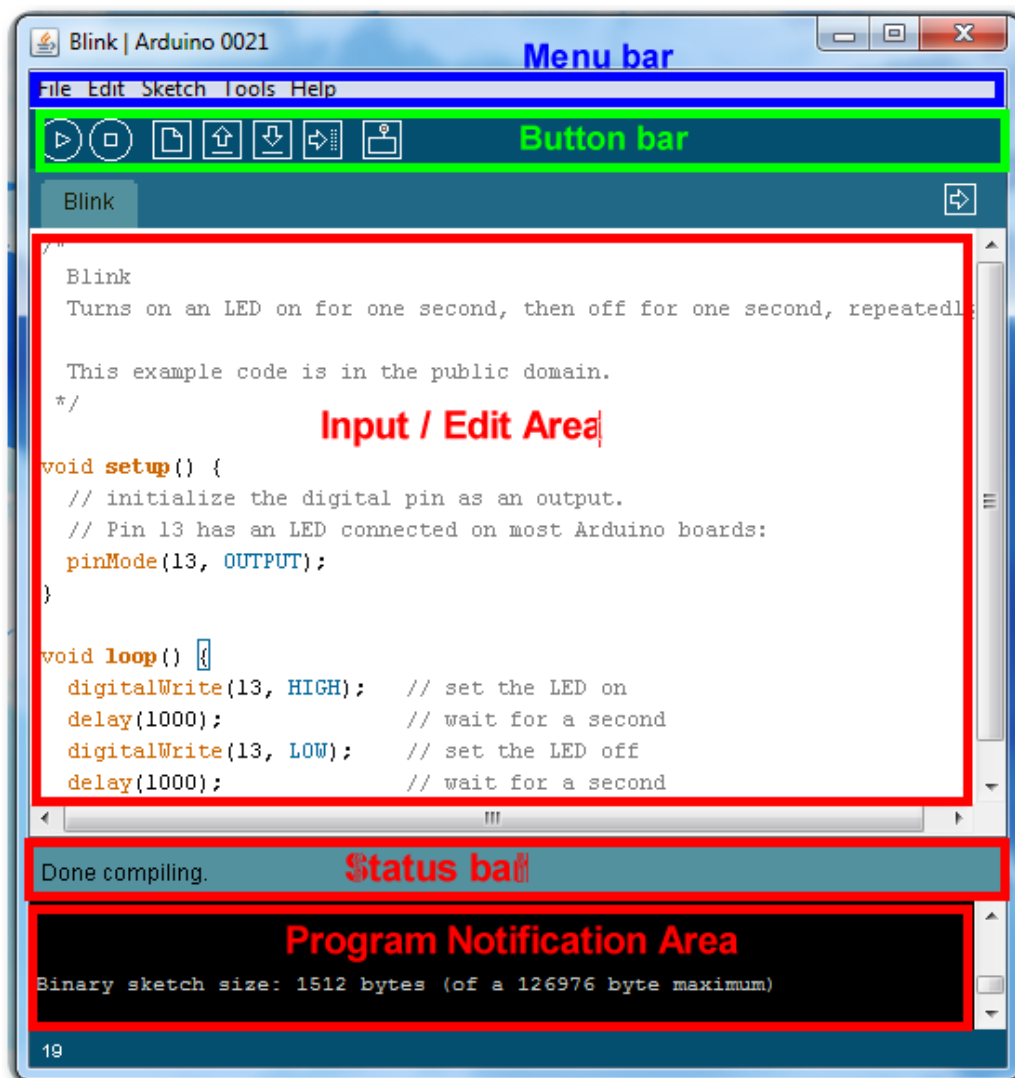 Blink | Arduino 0021
Menu bar
File Edit Sketch Tools Help
Button bar
Blink
/*
Blink
Turns on an LED on for one second, then off for one second, repeatedly
This example code is in the public domain.
*/
Input / Edit Area
void setup() {
// initialize the digital pin as an output.
// Pin 13 has an LED connected on most Arduino boards:
pinMode(13, OUTPUT);
}
void loop() {
digitalWrite(13, HIGH); // set the LED on
delay(1000); // wait for a second
digitalWrite(13, LOW); // set the LED off
delay(1000); // wait for a second
Done compiling. Status bar
Program Notification Area
Binary sketch size: 1512 bytes (of a 126976 byte maximum)
19